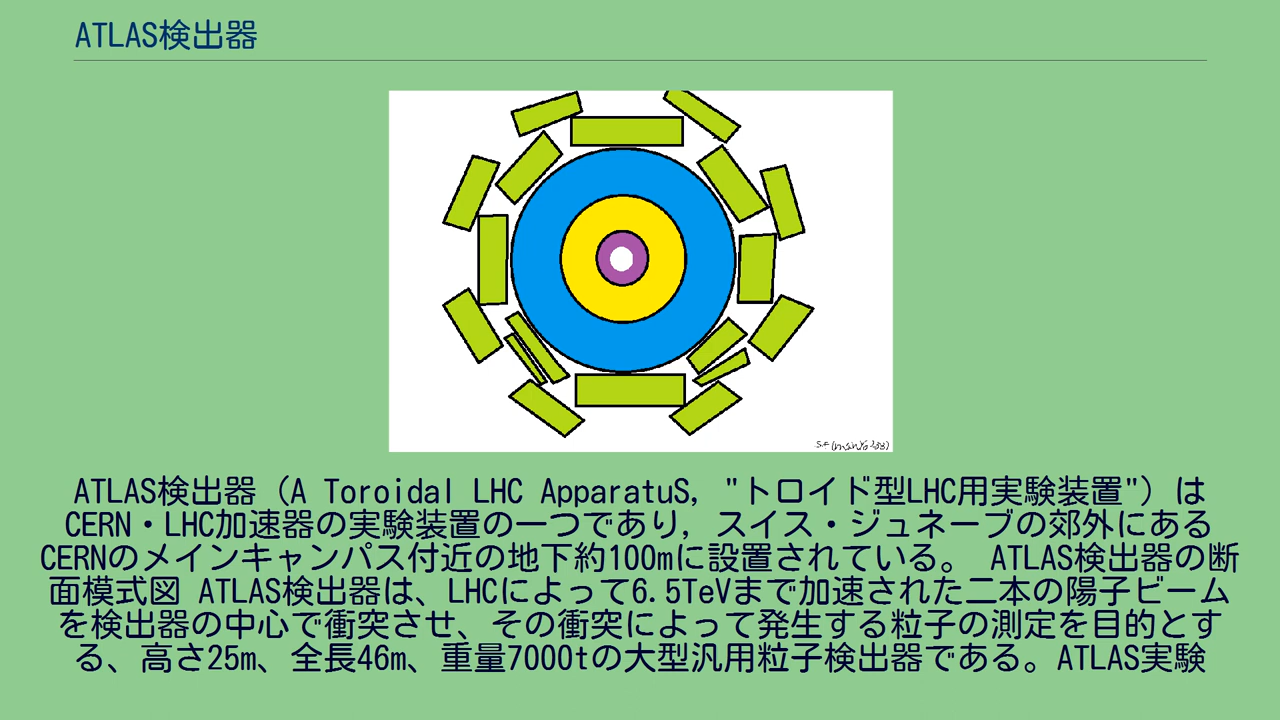 ATLAS検出器
ATLAS検出器（A Toroidal LHC ApparatuS, "トロイド型LHC用実験装置"）は
CERN・LHC加速器の実験装置の一つであり，スイス・ジュネーブの郊外にある
CERNのメインキャンパス付近の地下約100mに設置されている。 ATLAS検出器の断
面模式図 ATLAS検出器は、LHCによって6.5TeVまで加速された二本の陽子ビーム
を検出器の中心で衝突させ、その衝突によって発生する粒子の測定を目的とす
る、高さ25m、全長46m、重量7000tの大型汎用粒子検出器である。ATLAS実験